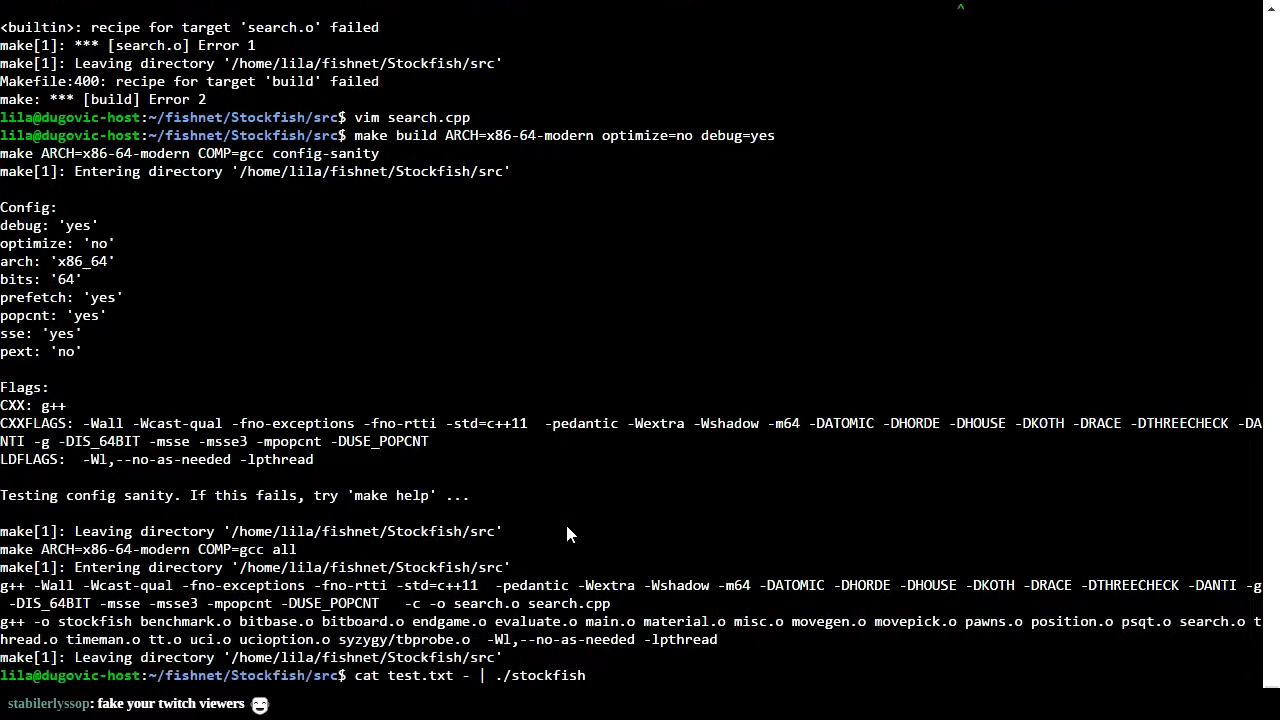 <builtin>: recipe for target 'search.o' failed
make[1]: *** [search.o] Error 1
make[1]: Leaving directory '/home/lila/fishnet/Stockfish/src'
Makefile:400: recipe for target 'build' failed
make: *** [build] Error 2
lila@dugovic-host:~/fishnet/Stockfish/src$ vim search.cpp
lila@dugovic-host:~/fishnet/Stockfish/src$ make build ARCH=x86-64-modern optimize=no debug=yes
make ARCH=x86-64-modern COMP=gcc config-sanity
make[1]: Entering directory '/home/lila/fishnet/Stockfish/src'
Config:
debug: 'yes'
optimize: 'no'
arch: 'x86_64'
bits: '64'
prefetch: 'yes'
popcnt: 'yes'
sse: 'yes'
pext: 'no'
Flags:
CXX: g++
CXXFLAGS: -Wall -Wcast-qual -fno-exceptions -fno-rtti -std=c++11  -pedantic -Wextra -Wshadow -m64 -DATOMIC -DHORDE -DHOUSE -DKOTH -DRACE -DTHREECHECK -DA
NTI -g -DIS_64BIT -msse -msse3 -mpopcnt -DUSE_POPCNT
LDFLAGS:  -Wl,--no-as-needed -lpthread
Testing config sanity. If this fails, try 'make help' ...
make[1]: Leaving directory '/home/lila/fishnet/Stockfish/src'
make ARCH=x86-64-modern COMP=gcc all
make[1]: Entering directory '/home/lila/fishnet/Stockfish/src'
g++ -Wall -Wcast-qual -fno-exceptions -fno-rtti -std=c++11  -pedantic -Wextra -Wshadow -m64 -DATOMIC -DHORDE -DHOUSE -DKOTH -DRACE -DTHREECHECK -DANTI -g
 -DIS_64BIT -msse -msse3 -mpopcnt -DUSE_POPCNT   -c -o search.o search.cpp
g++ -o stockfish benchmark.o bitbase.o bitboard.o endgame.o evaluate.o main.o material.o misc.o movegen.o movepick.o pawns.o position.o psqt.o search.o t
hread.o timeman.o tt.o uci.o ucioption.o syzygy/tbprobe.o  -Wl,--no-as-needed -lpthread
make[1]: Leaving directory '/home/lila/fishnet/Stockfish/src'
lila@dugovic-host:~/fishnet/Stockfish/src$ cat test.txt - | ./stockfish
stabilerlyssop: fake your twitch viewers